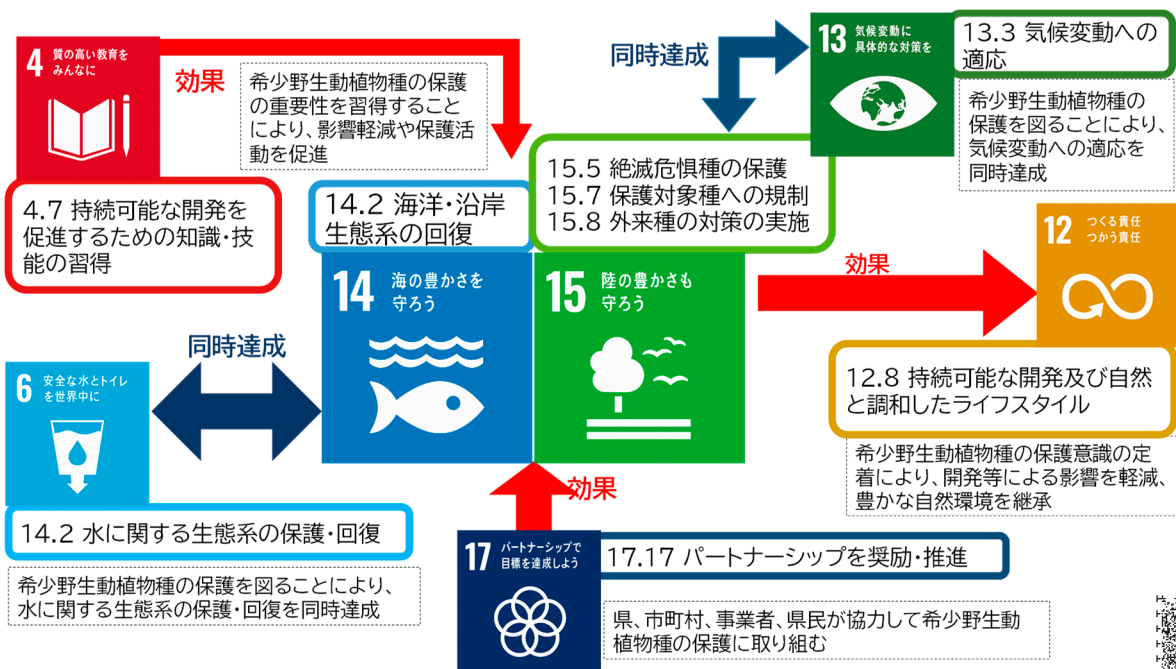 4 質の高い教育を
みんなに
効果
希少野生動植物種の保護
の重要性を習得すること
により、影響軽減や保護活
動を促進
4.7 持続可能な開発を
促進するための知識・技
能の習得
同時達成
13 気候変動に
具体的な対策を
13.3 気候変動への
適応
希少野生動植物種の
保護を図ることにより、
気候変動への適応を
同時達成
14.2 海洋・沿岸
生態系の回復
15.5 絶滅危惧種の保護
15.7 保護対象種への規制
15.8 外来種の対策の実施
14 海の豊かさを
守ろう
15 陸の豊かさも
守ろう
効果
12 つくる責任
つかう責任
12.8 持続可能な開発及び自然
と調和したライフスタイル
希少野生動植物種の保護意識の定
着により、開発等による影響を軽減、
豊かな自然環境を継承
同時達成
6 安全な水とトイレ
を世界中に
14.2 水に関する生態系の保護・回復
希少野生動植物種の保護を図ることにより、
水に関する生態系の保護・回復を同時達成
効果
17 パートナーシップで
目標を達成しよう
17.17 パートナーシップを奨励・推進
県、市町村、事業者、県民が協力して希少野生動
植物種の保護に取り組む